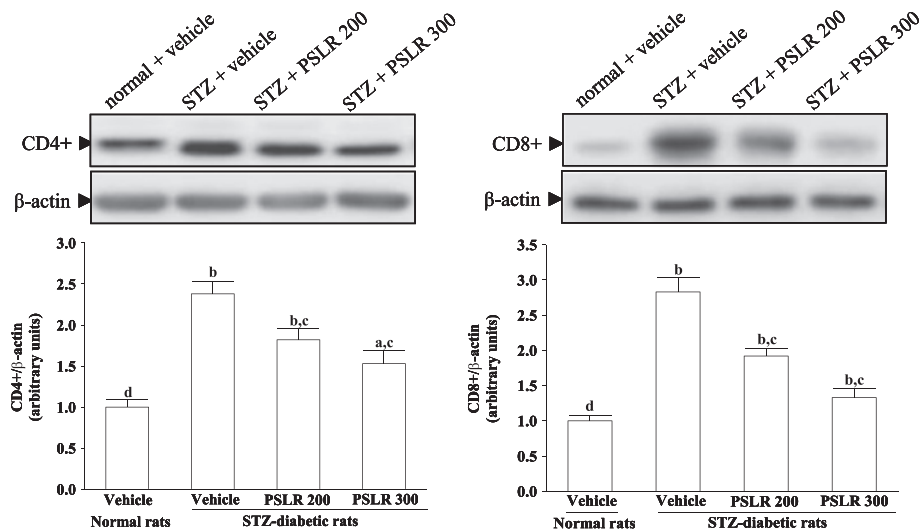 normal + vehicle
STZ + vehicle
STZ + PSLR 200
STZ + PSLR 300
CD4+
β-actin
3.0
2.5
2.0
1.5
1.0
0.5
0.0
CD4+/β-actin
(arbitrary units)
d
b
b,c
a,c
Vehicle
Vehicle
PSLR 200
PSLR 300
Normal rats
STZ-diabetic rats
normal + vehicle
STZ + vehicle
STZ + PSLR 200
STZ + PSLR 300
CD8+
β-actin
3.5
3.0
2.5
2.0
1.5
1.0
0.5
0.0
CD8+/β-actin
(arbitrary units)
d
b
b,c
b,c
Vehicle
Vehicle
PSLR 200
PSLR 300
Normal rats
STZ-diabetic rats